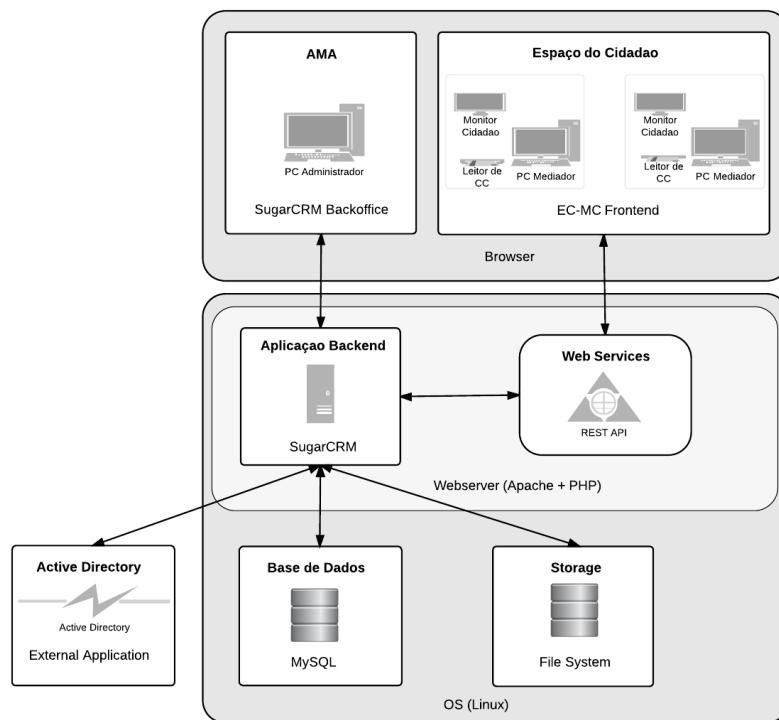 AMA
PC Administrador
SugarCRM Backoffice
Espaço do Cidadao
Monitor
Cidadao
Leitor de
CC
PC Mediador
Monitor
Cidadao
Leitor de
CC
PC Mediador
EC-MC Frontend
Browser
Aplicaçao Backend
SugarCRM
Web Services
REST API
Webserver (Apache + PHP)
Active Directory
Active Directory
External Application
Base de Dados
MySQL
Storage
File System
OS (Linux)